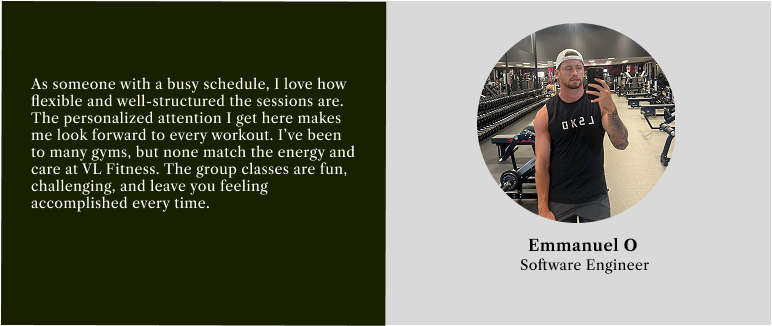 As someone with a busy schedule, I love how
flexible and well-structured the sessions are.
The personalized attention I get here makes
me look forward to every workout. I've been
to many gyms, but none match the energy and
care at VL Fitness. The group classes are fun,
challenging, and leave you feeling
accomplished every time.
Emmanuel O
Software Engineer